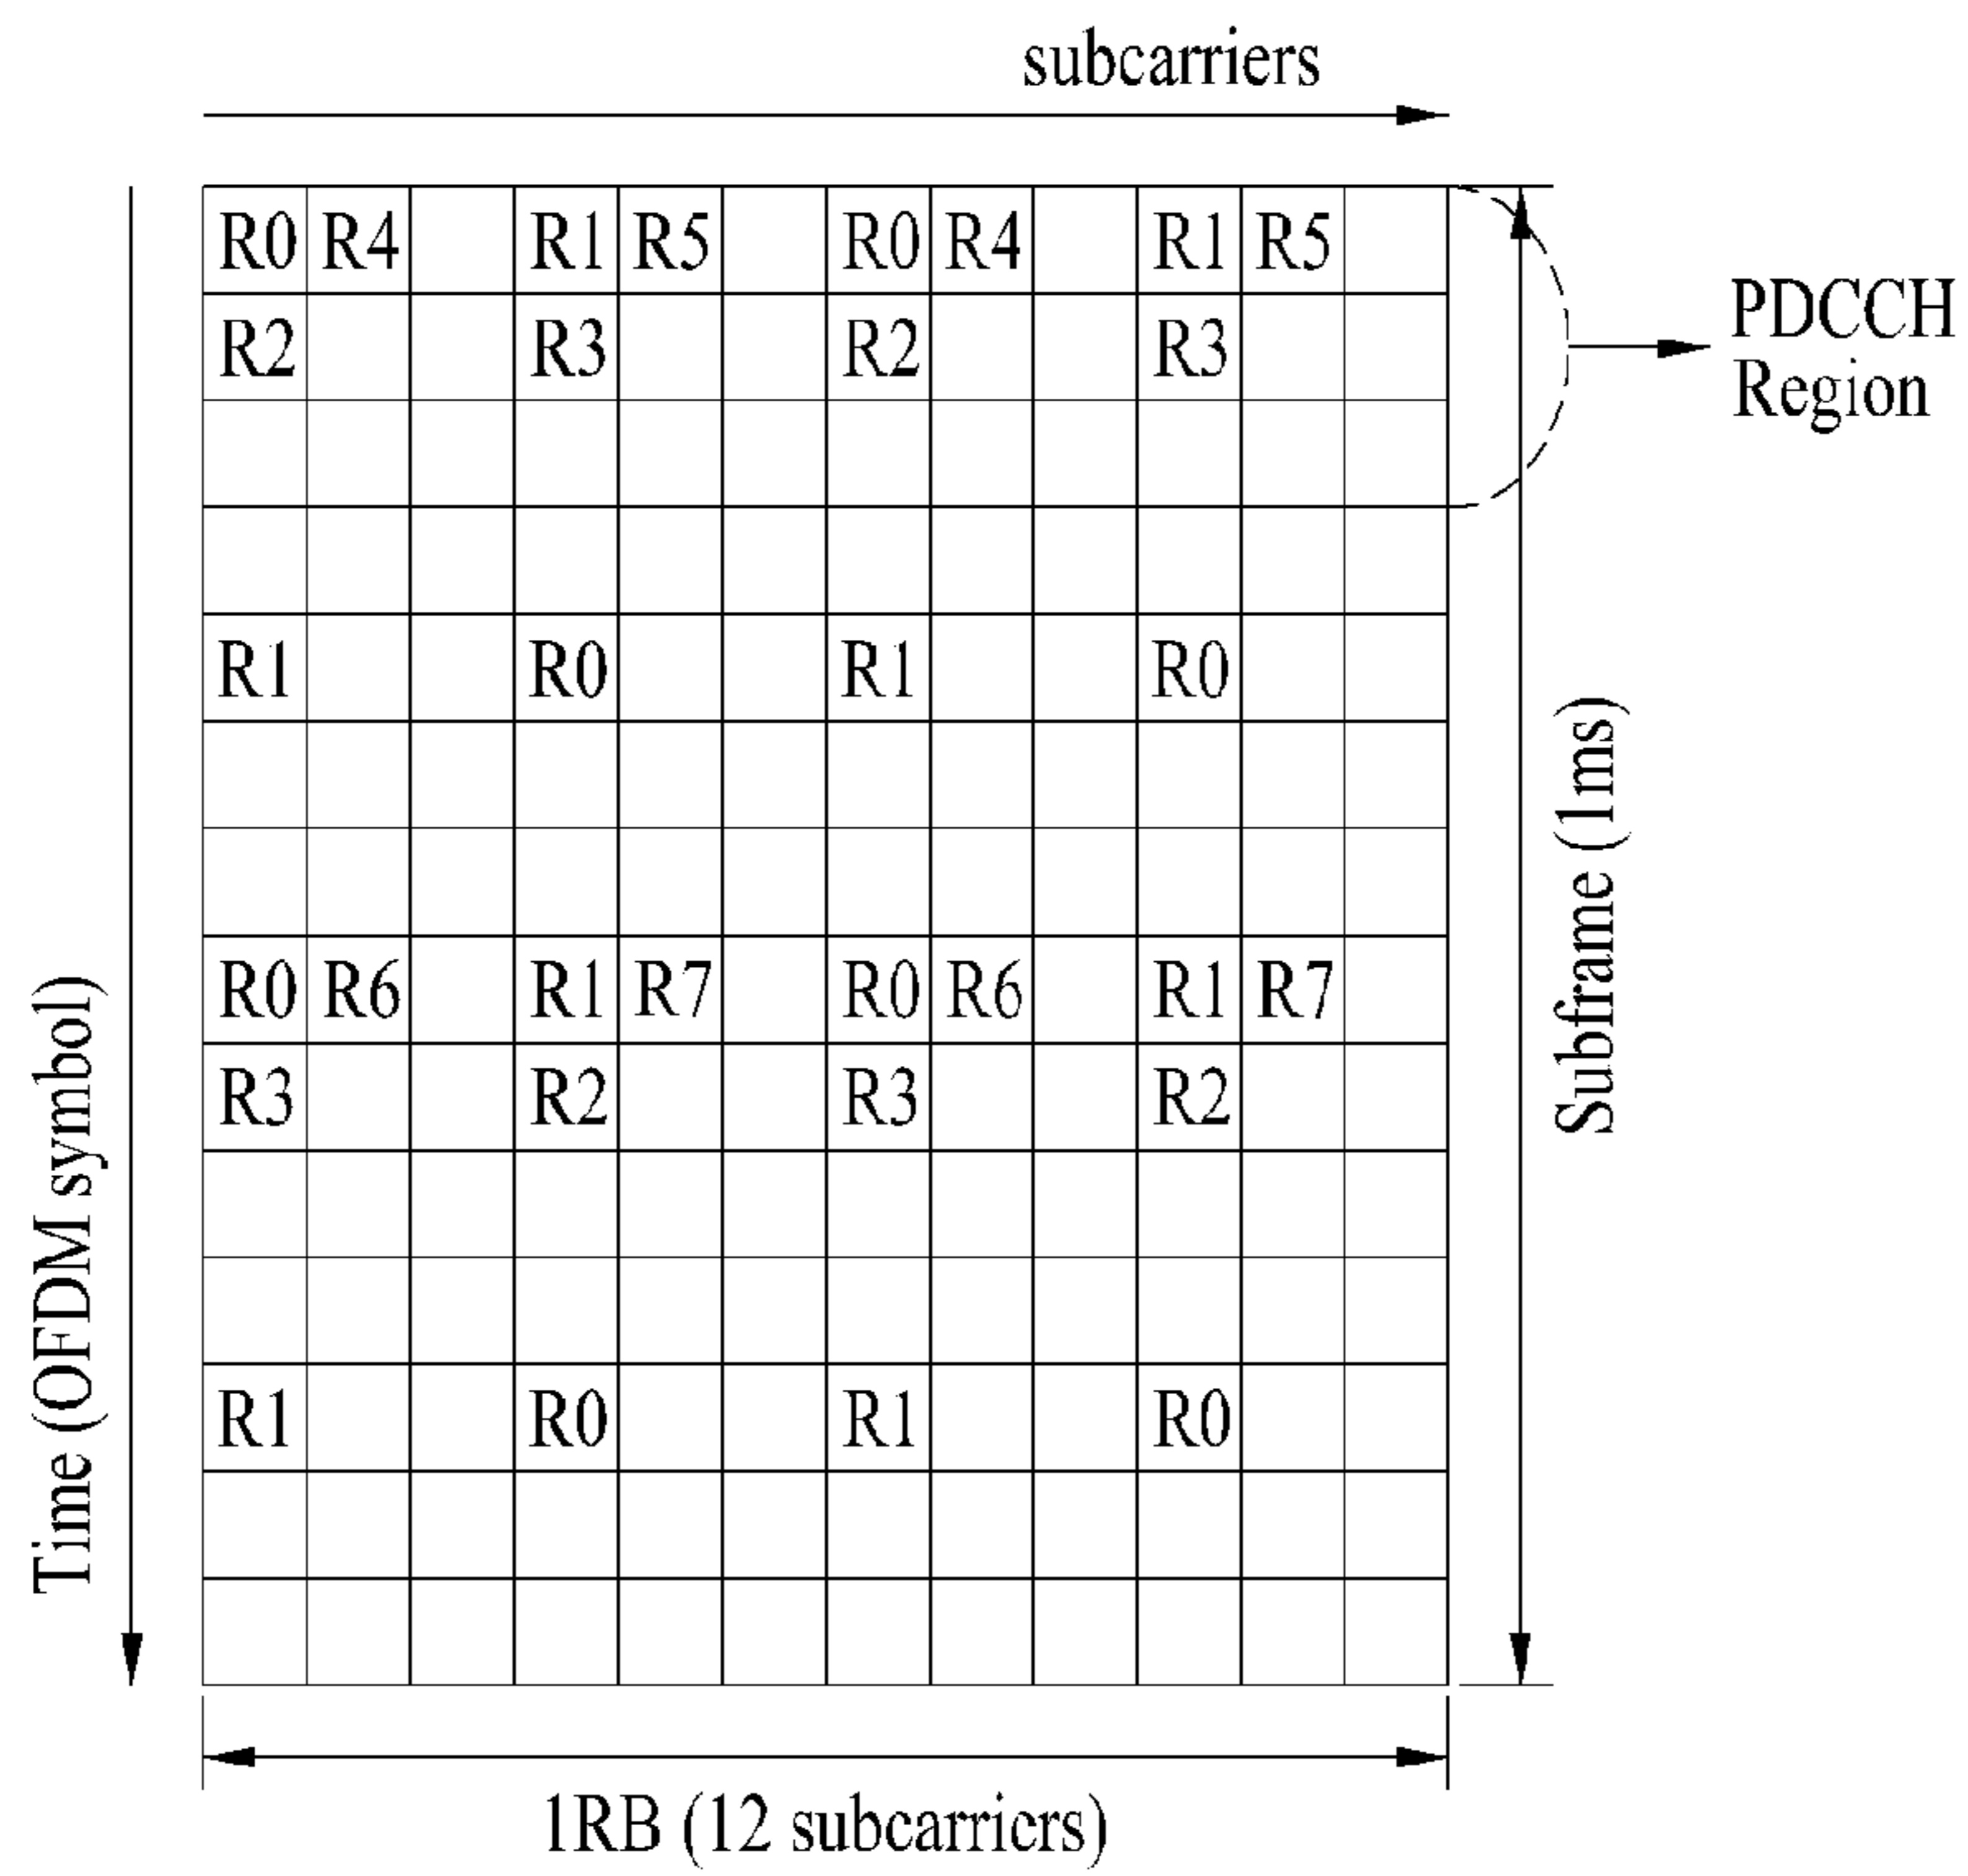 subcarriers
R0 R4 R1 R5 R0 R4 R1 R5
R2 R3 R2 R3
PDCCH
Region
R1 R0 R1 R0
R0 R6 R1 R7 R0 R6 R1 R7
R3 R2 R3 R2
R1 R0 R1 R0
Time (OFDM symbol)
Subframe (1ms)
1RB (12 subcarriers)